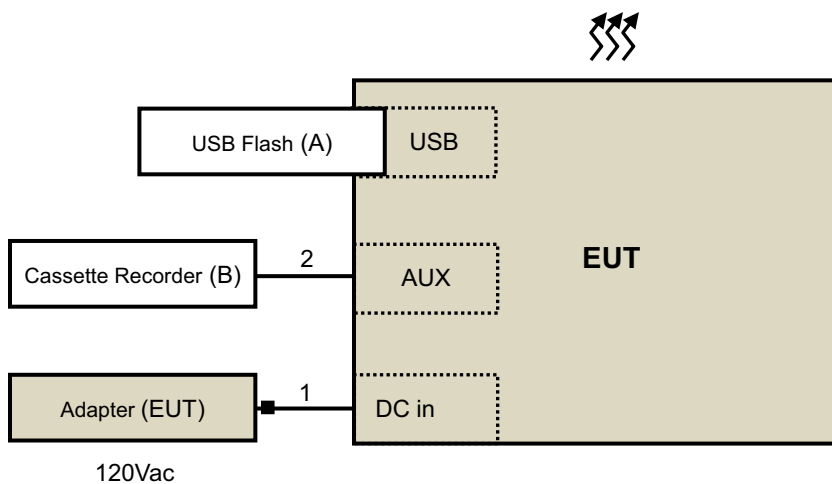 USB Flash (A)
USB
EUT
Cassette Recorder (B)
2
AUX
Adapter (EUT)
1
DC in
120Vac